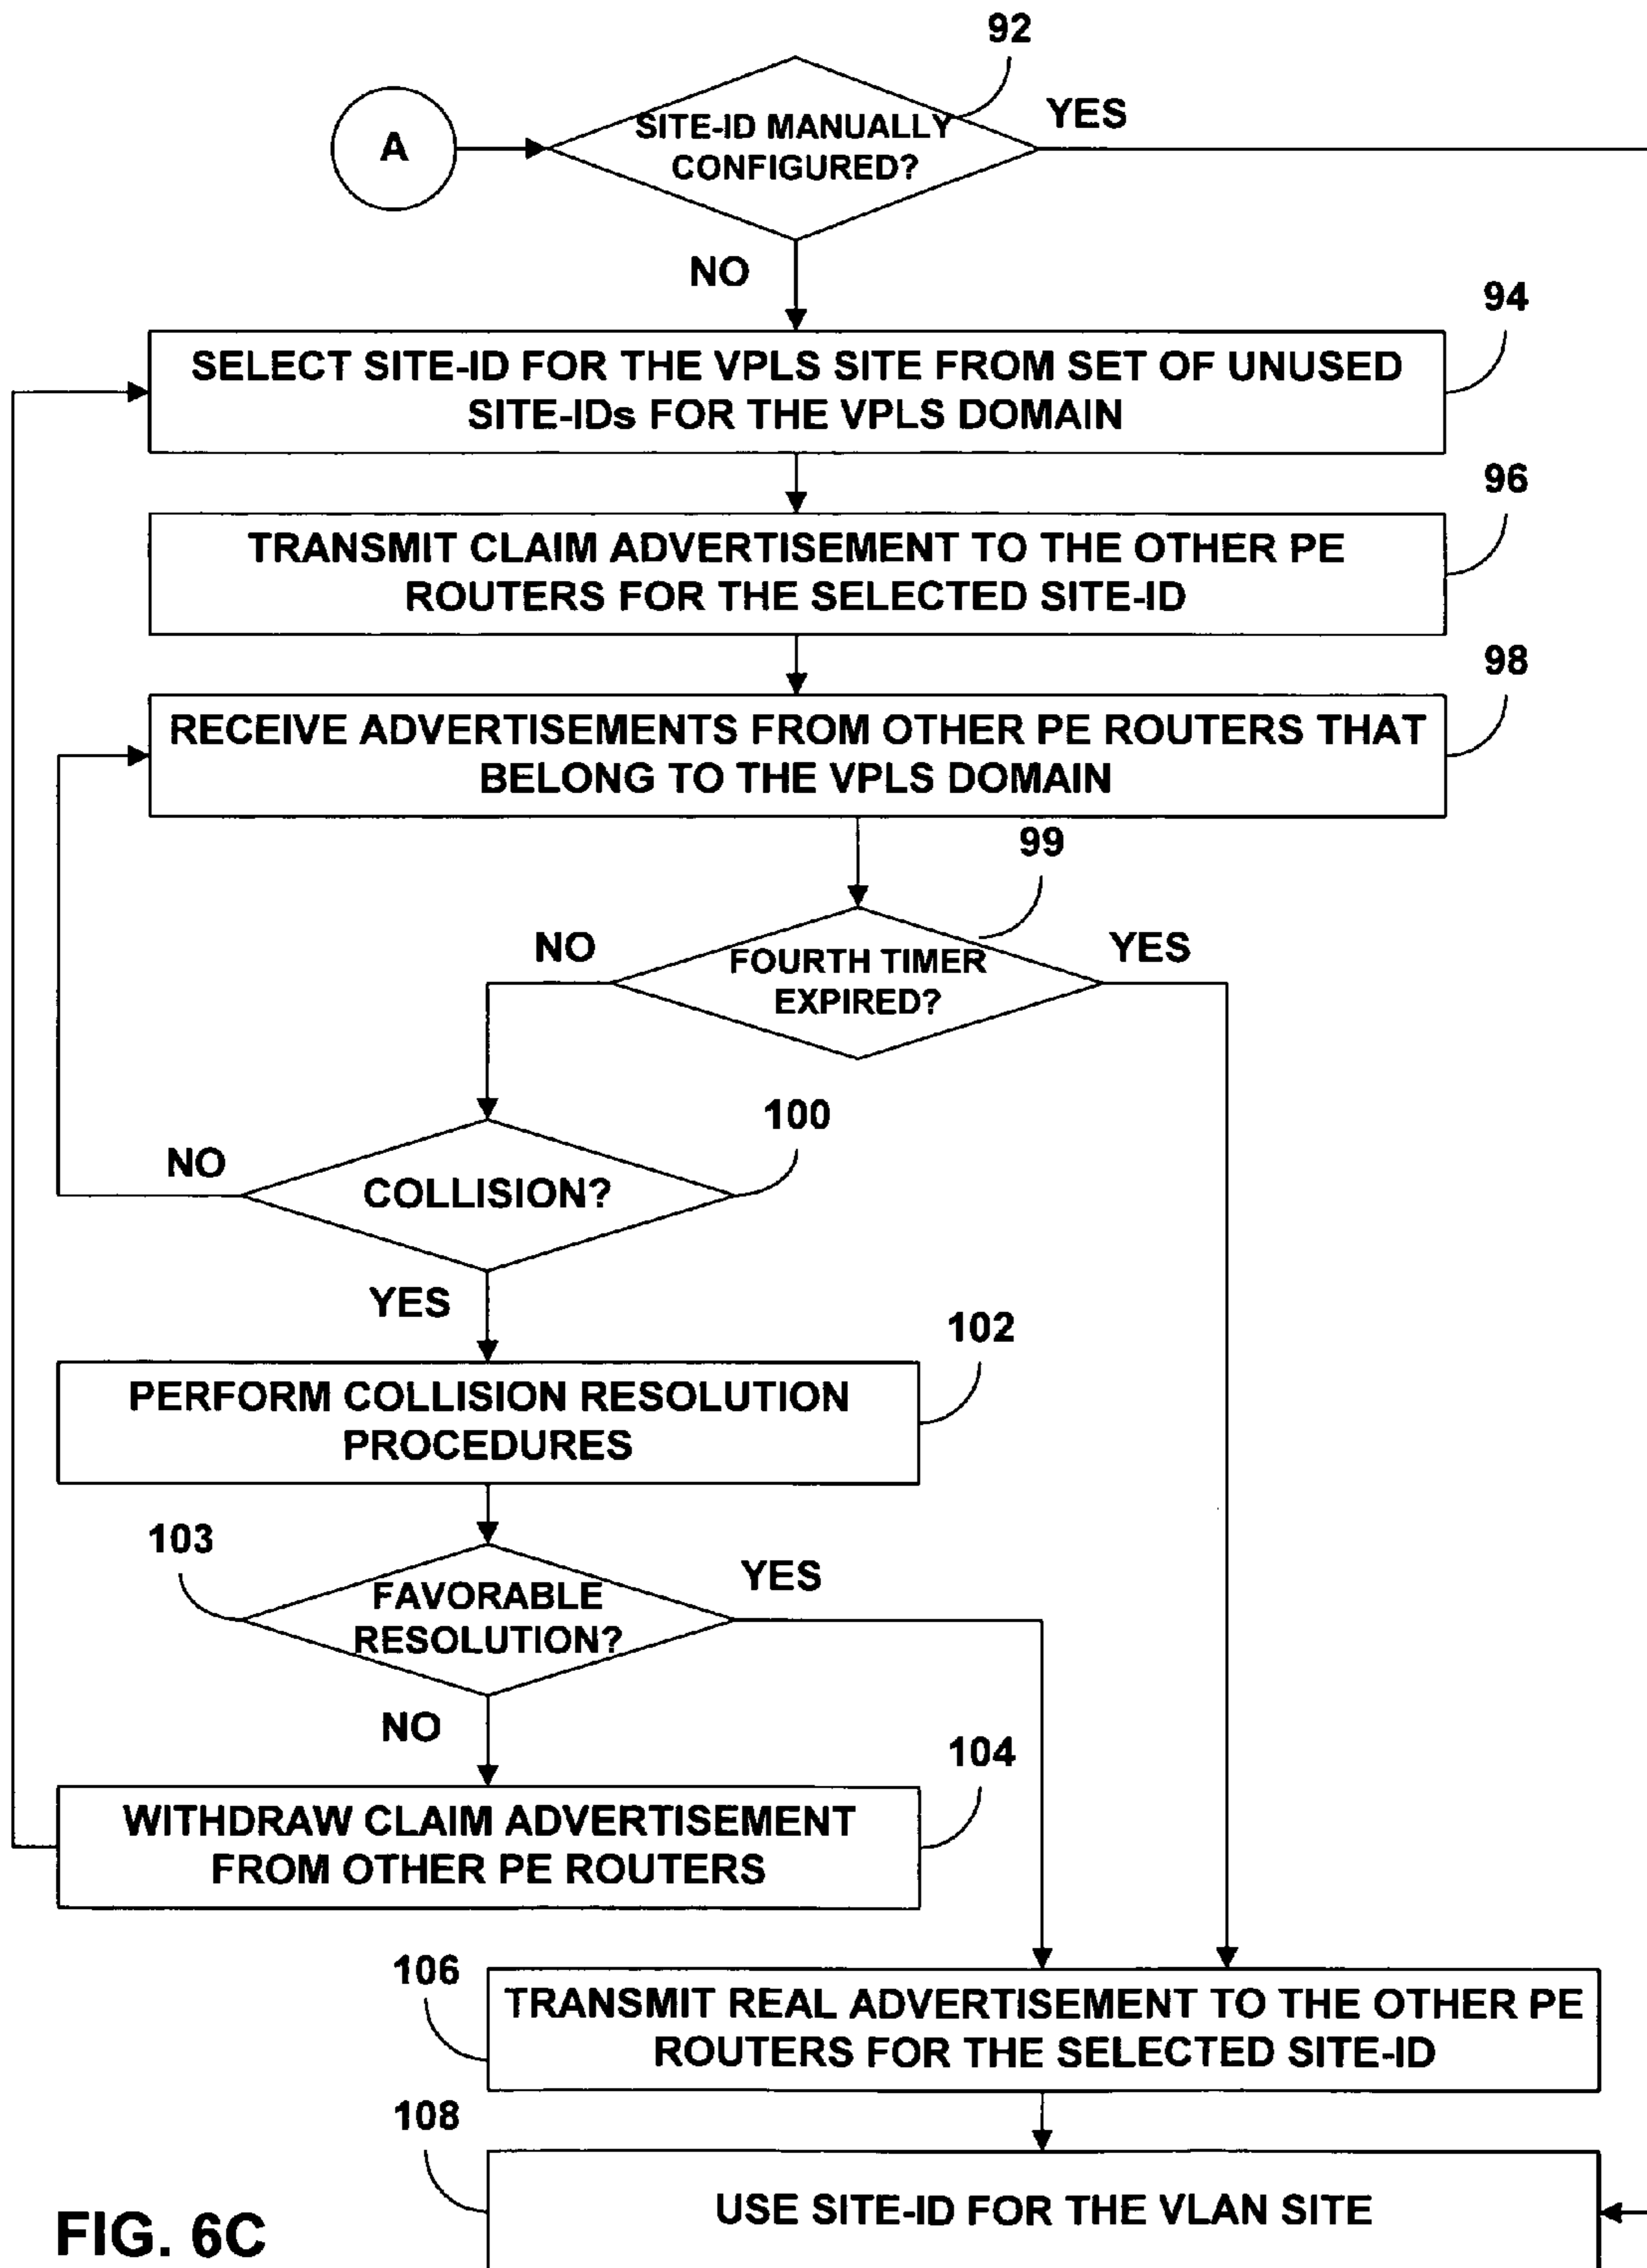 92
A
SITE-ID MANUALLY
CONFIGURED?
YES
NO
94
SELECT SITE-ID FOR THE VPLS SITE FROM SET OF UNUSED
SITE-IDs FOR THE VPLS DOMAIN
96
TRANSMIT CLAIM ADVERTISEMENT TO THE OTHER PE
ROUTERS FOR THE SELECTED SITE-ID
98
RECEIVE ADVERTISEMENTS FROM OTHER PE ROUTERS THAT
BELONG TO THE VPLS DOMAIN
99
NO
FOURTH TIMER
EXPIRED?
YES
100
NO
COLLISION?
YES
102
PERFORM COLLISION RESOLUTION
PROCEDURES
103
FAVORABLE
RESOLUTION?
YES
NO
104
WITHDRAW CLAIM ADVERTISEMENT
FROM OTHER PE ROUTERS
106
TRANSMIT REAL ADVERTISEMENT TO THE OTHER PE
ROUTERS FOR THE SELECTED SITE-ID
108
USE SITE-ID FOR THE VLAN SITE
FIG. 6C